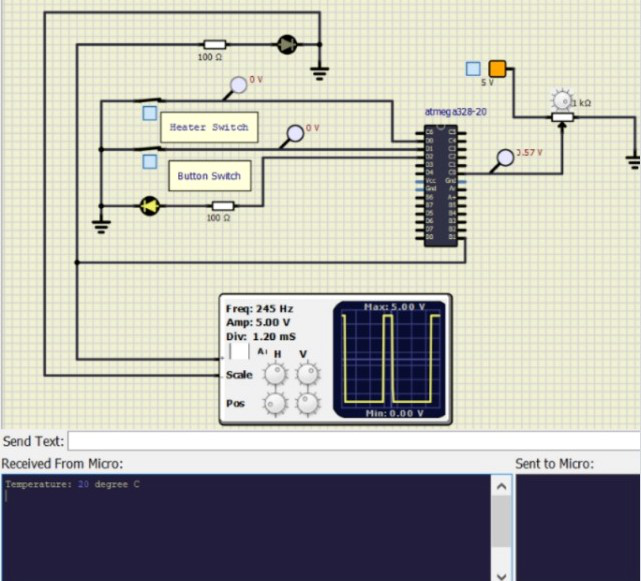 100 Ω
0 V
5 V
1 kΩ
atmega328-20
Heater Switch
0 V
Button Switch
100 Ω
Freq: 245 Hz
Amp: 5.00 V
Div: 1.20 mS
H V
Scale
Pos
Max: 5.00 V
Min: 0.00 V
Send Text:
Received From Micro:
Sent to Micro:
Temperature: 20 degree C